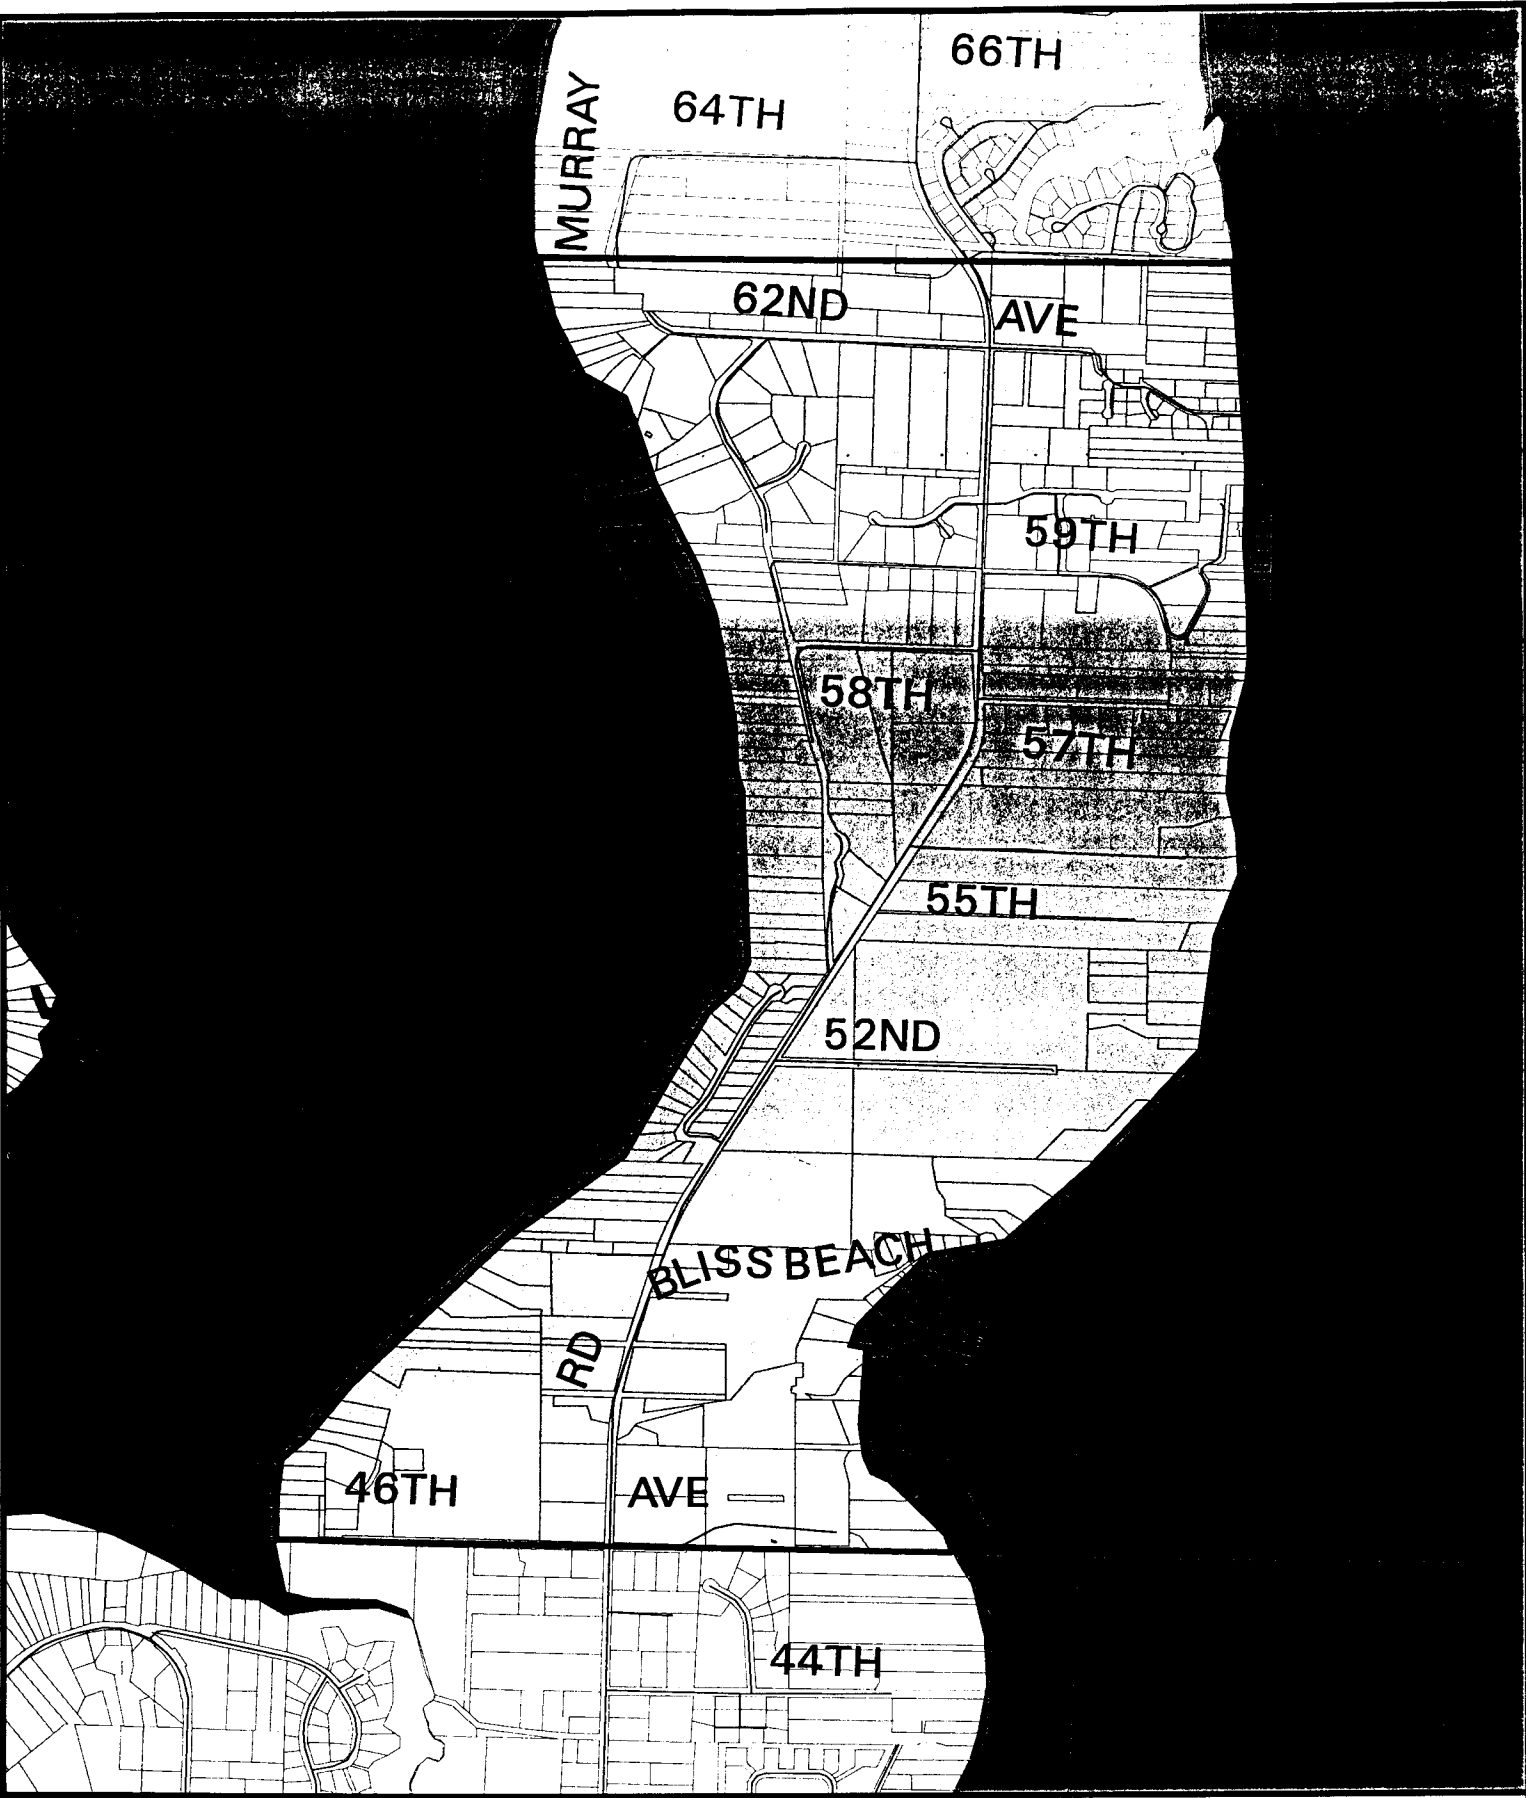 66TH
64TH
MURRAY
62ND AVE
59TH
58TH
57TH
55TH
52ND
BLISS BEACH
RD
46TH AVE
44TH